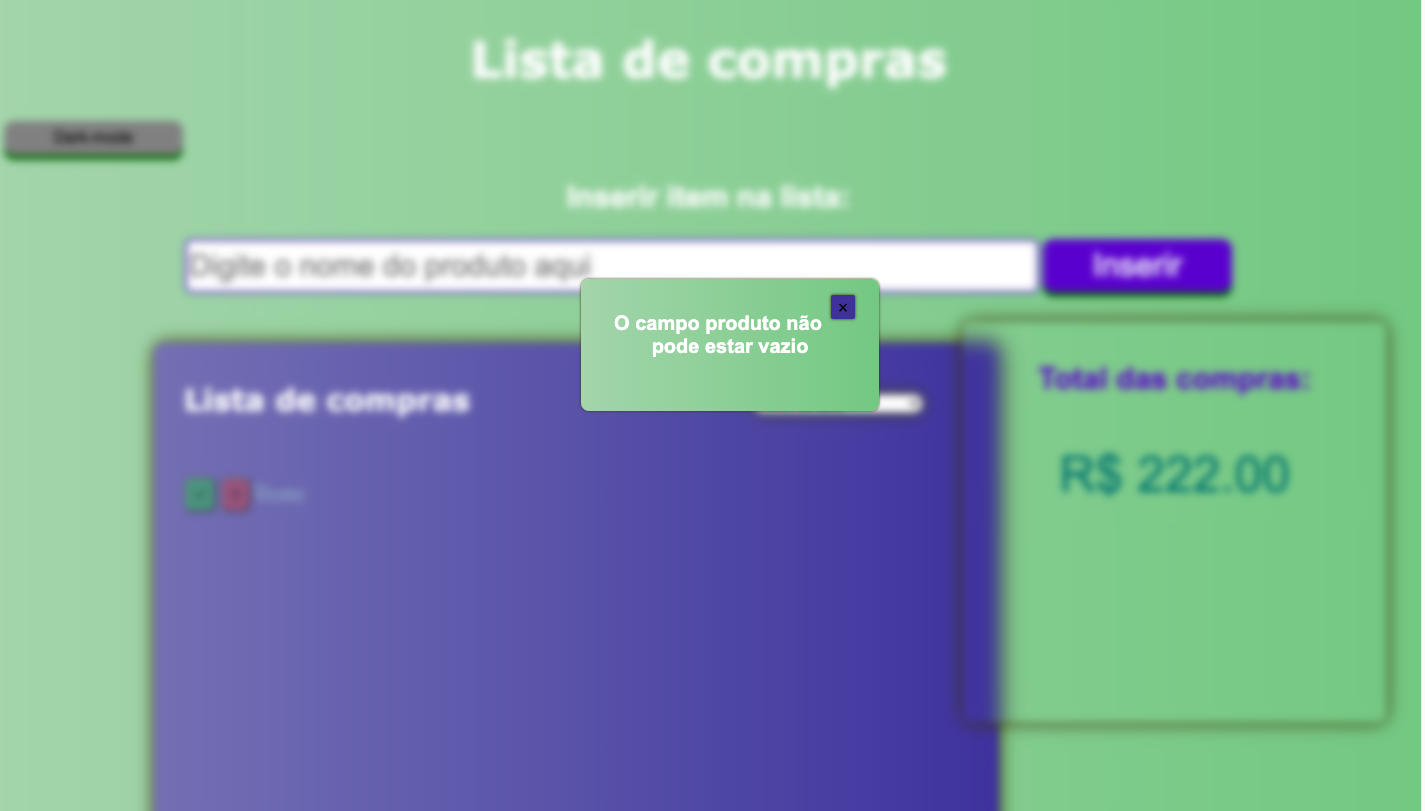 Lista de compras
Dark-mode
Inserir item na lista:
Digite o nome do produto aqui
Inserir
O campo produto não
pode estar vazio
Lista de compras
Total das compras:
R$ 222.00